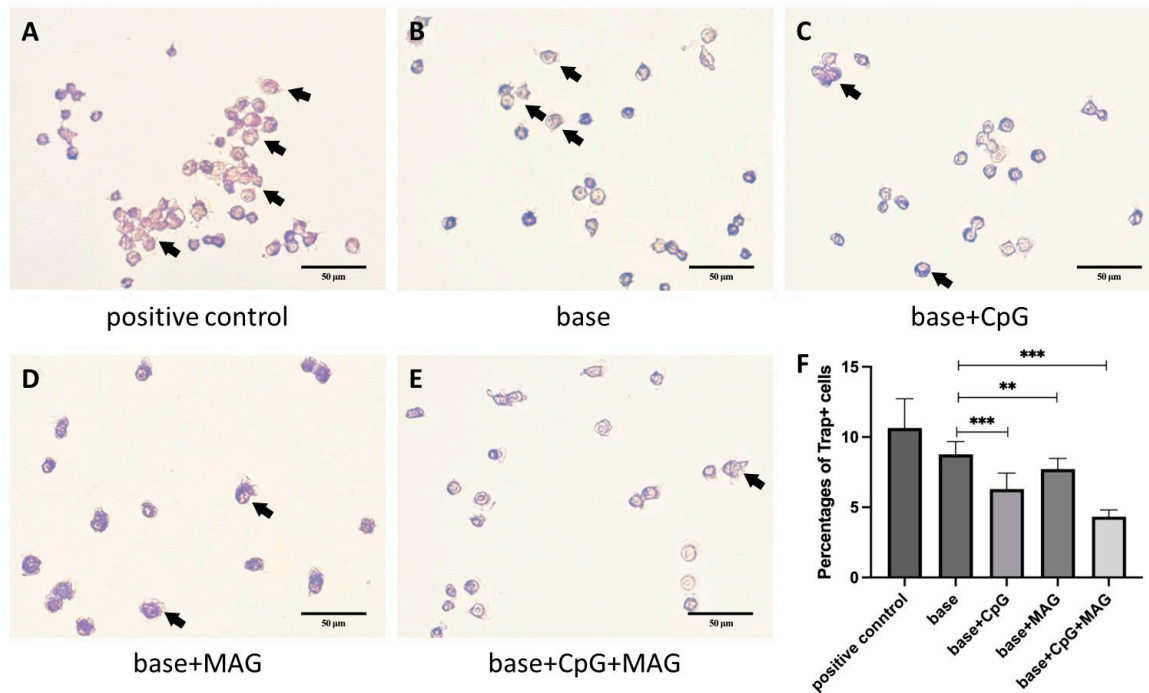 A
50 μm
positive control
B
50 μm
base
C
50 μm
base+CpG
D
50 μm
base+MAG
E
50 μm
base+CpG+MAG
F
***
**
***
Percentages of Trap+ cells
15
10
5
0
positive conntrol
base
base+CpG
base+MAG
base+CpG+MAG